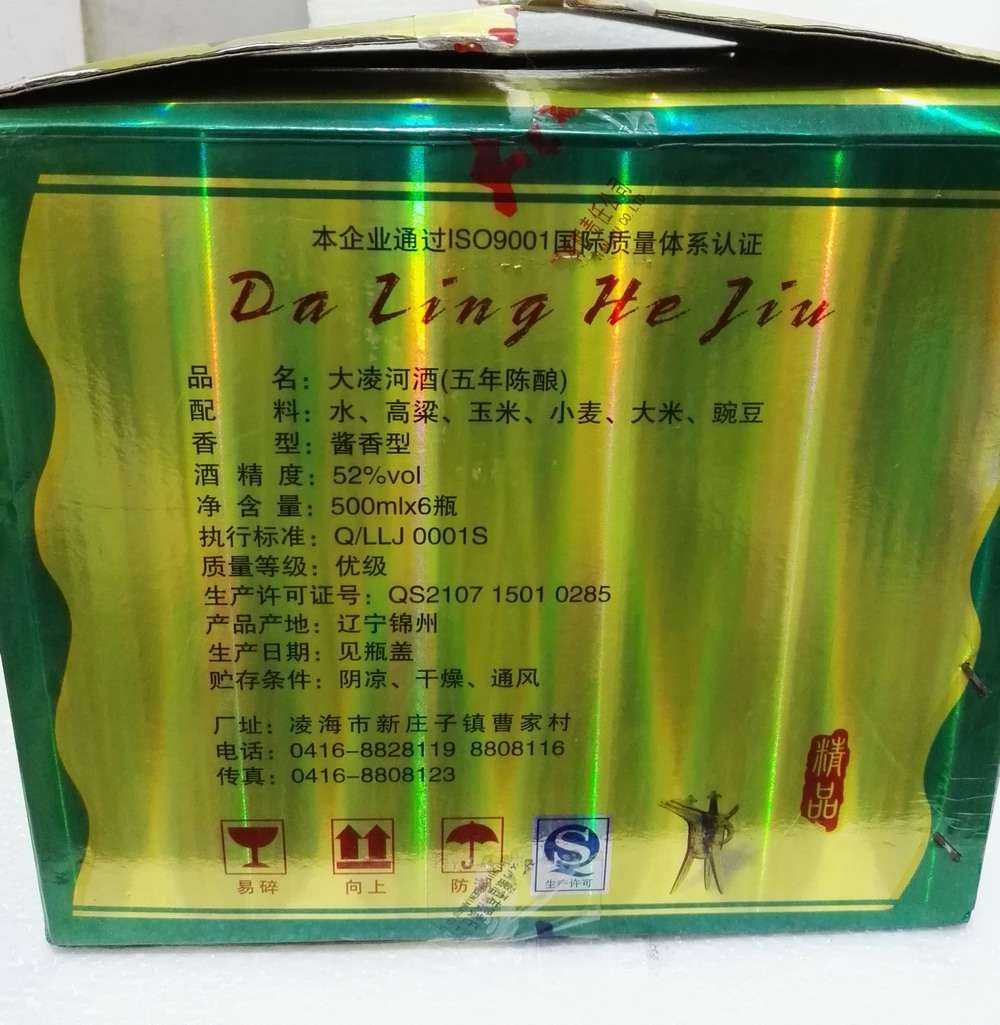 本企业通过ISO9001国际质量体系认证
Da Ling He Jiu
品 名：大凌河酒(五年陈酿)
配 料：水、高粱、玉米、小麦、大米、豌豆
香 型：酱香型
酒 精 度：52%vol
净 含 量：500mlx6瓶
执行标准：Q/LLJ 0001S
质量等级：优级
生产许可证号：QS2107 1501 0285
产品产地：辽宁锦州
生产日期：见瓶盖
贮存条件：阴凉、干燥、通风
厂址：凌海市新庄子镇曹家村
电话：0416-8828119 8808116
传真：0416-8808123
精品
易碎 向上 防 生产许可